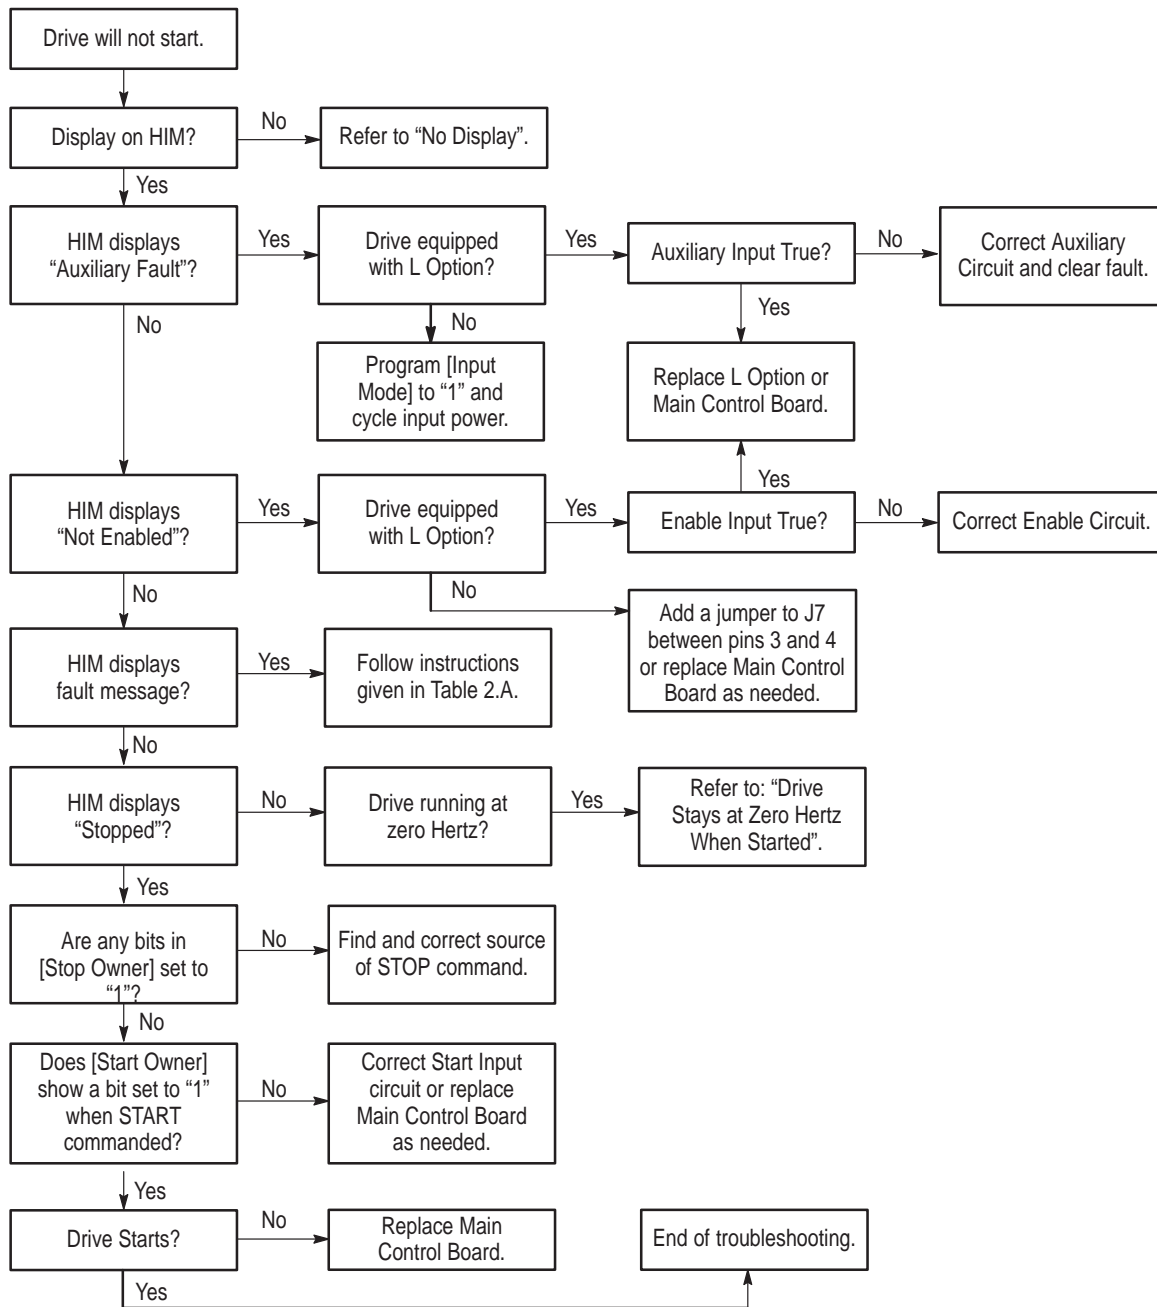 Drive will not start.
Display on HIM?
No
Refer to “No Display”.
Yes
HIM displays
“Auxiliary Fault”?
Yes
Drive equipped
with L Option?
Yes
Auxiliary Input True?
No
Correct Auxiliary
Circuit and clear fault.
No
No
Yes
Program [Input
Mode] to “1” and
cycle input power.
Replace L Option or
Main Control Board.
Yes
HIM displays
“Not Enabled”?
Yes
Drive equipped
with L Option?
Yes
Enable Input True?
No
Correct Enable Circuit.
No
No
Add a jumper to J7
between pins 3 and 4
or replace Main Control
Board as needed.
HIM displays
fault message?
Yes
Follow instructions
given in Table 2.A.
No
HIM displays
“Stopped”?
No
Drive running at
zero Hertz?
Yes
Refer to: “Drive
Stays at Zero Hertz
When Started”.
Yes
Are any bits in
[Stop Owner] set to
“1”?
No
Find and correct source
of STOP command.
No
Does [Start Owner]
show a bit set to “1”
when START
commanded?
No
Correct Start Input
circuit or replace
Main Control Board
as needed.
Yes
Drive Starts?
No
Replace Main
Control Board.
End of troubleshooting.
Yes